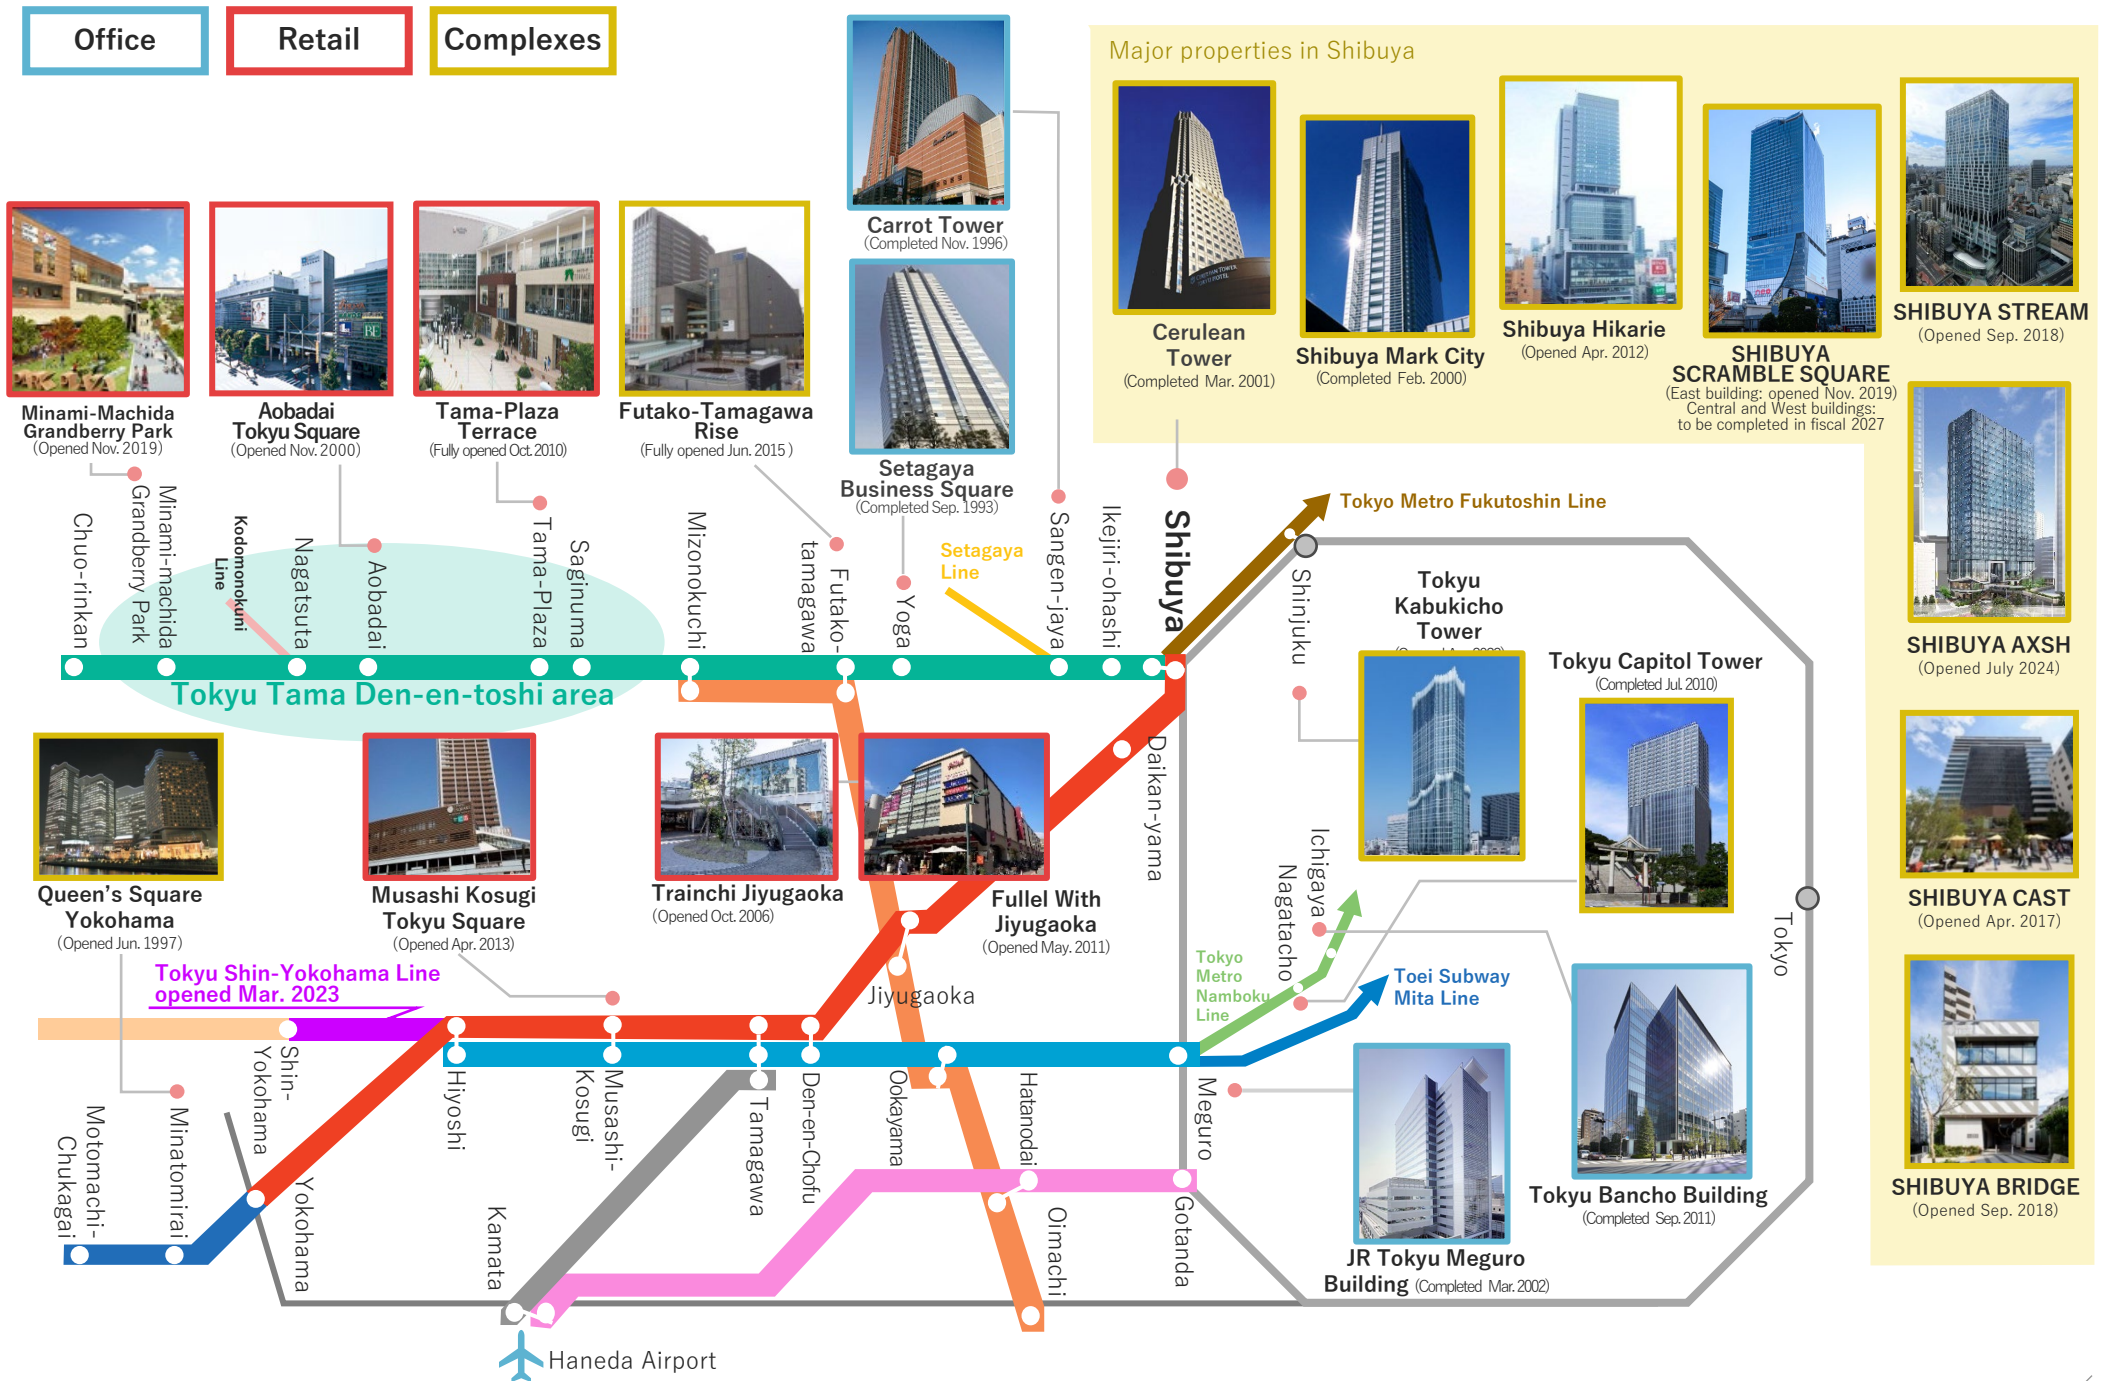 Office
Retail
Complexes
Major properties in Shibuya
Carrot Tower
(Completed Nov. 1996)
Setagaya
Business Square
(Completed Sep. 1993)
Cerulean
Tower
(Completed Mar. 2001)
Shibuya Mark City
(Completed Feb. 2000)
Shibuya Hikarie
(Opened Apr. 2012)
SHIBUYA
SCRAMBLE SQUARE
(East building: opened Nov. 2019)
Central and West buildings:
to be completed in fiscal 2027
SHIBUYA STREAM
(Opened Sep. 2018)
SHIBUYA AXSH
(Opened July 2024)
SHIBUYA CAST
(Opened Apr. 2017)
SHIBUYA BRIDGE
(Opened Sep. 2018)
Minami-Machida
Grandberry Park
(Opened Nov. 2019)
Aobadai
Tokyu Square
(Opened Nov. 2000)
Tama-Plaza
Terrace
(Fully opened Oct. 2010)
Futako-Tamagawa
Rise
(Fully opened Jun. 2015)
Chuo-rinkan
Minami-machida
Grandberry Park
Kodomonokuni
Line
Nagatsuta
Aobadai
Tama-Plaza
Saginuma
Mizonokuchi
Futako-
tamagawa
Yoga
Setagaya
Line
Sangen-jaya
Ikejiri-ohashi
Shibuya
Tokyo Metro Fukutoshin Line
Shinjuku
Tokyu Tama Den-en-toshi area
Tokyu
Kabukicho
Tower
Tokyu Capitol Tower
(Completed Jul. 2010)
Queen's Square
Yokohama
(Opened Jun. 1997)
Musashi Kosugi
Tokyu Square
(Opened Apr. 2013)
Trainchi Jiyugaoka
(Opened Oct. 2006)
Fullel With
Jiyugaoka
(Opened May. 2011)
Daikan-yama
Ichigaya
Nagatacho
Tokyo
Tokyu Shin-Yokohama Line
opened Mar. 2023
Jiyugaoka
Tokyo
Metro
Namboku
Line
Toei Subway
Mita Line
Shin-
Yokohama
Hiyoshi
Musashi-
Kosugi
Tamagawa
Den-en-Chofu
Ookayama
Hatanodai
Meguro
Motomachi-
Chukagai
Minatomirai
Yokohama
Kamata
Oimachi
Gotanda
JR Tokyu Meguro
Building (Completed Mar. 2002)
Tokyu Bancho Building
(Completed Sep. 2011)
Haneda Airport